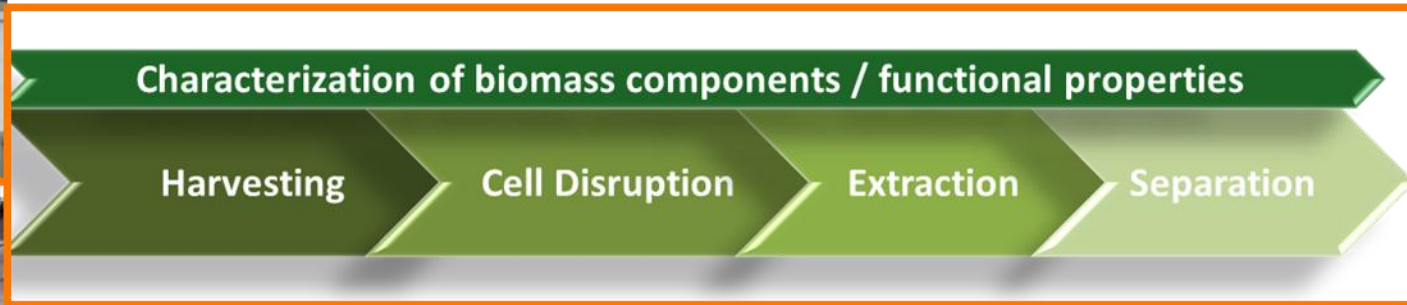 Characterization of biomass components / functional properties
Harvesting
Cell Disruption
Extraction
Separation